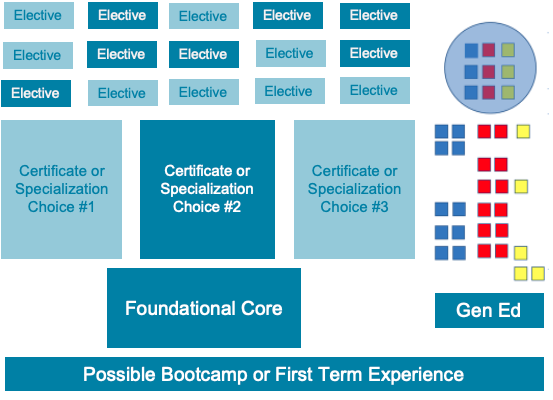 Elective Elective Elective Elective Elective
Elective Elective Elective Elective Elective
Elective Elective Elective Elective Elective
Certificate or
Specialization
Choice #1
Certificate or
Specialization
Choice #2
Certificate or
Specialization
Choice #3
Foundational Core
Gen Ed
Possible Bootcamp or First Term Experience